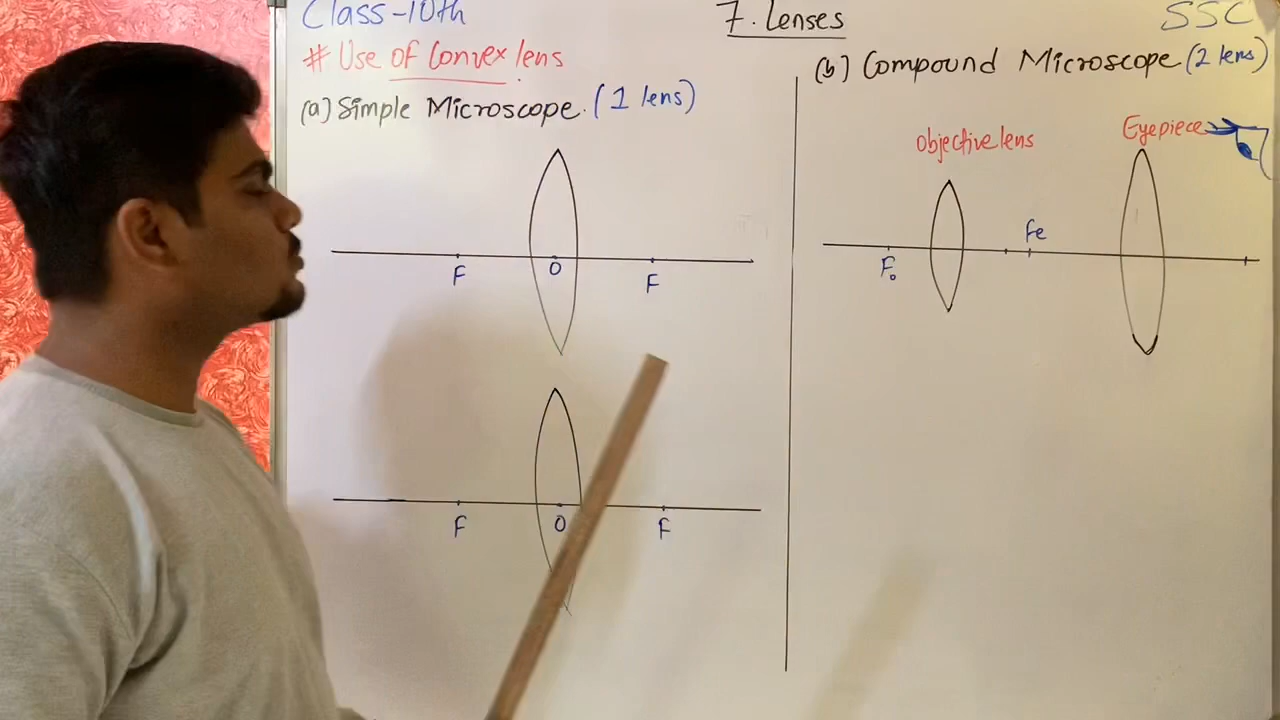 Class-10th
7. Lenses
SSC
# Use of Convex lens
(a) Simple Microscope. (1 lens)
F
O
F
F
O
F
(b) Compound Microscope (2 lens)
Objective lens
Eyepiece
Fo
fe